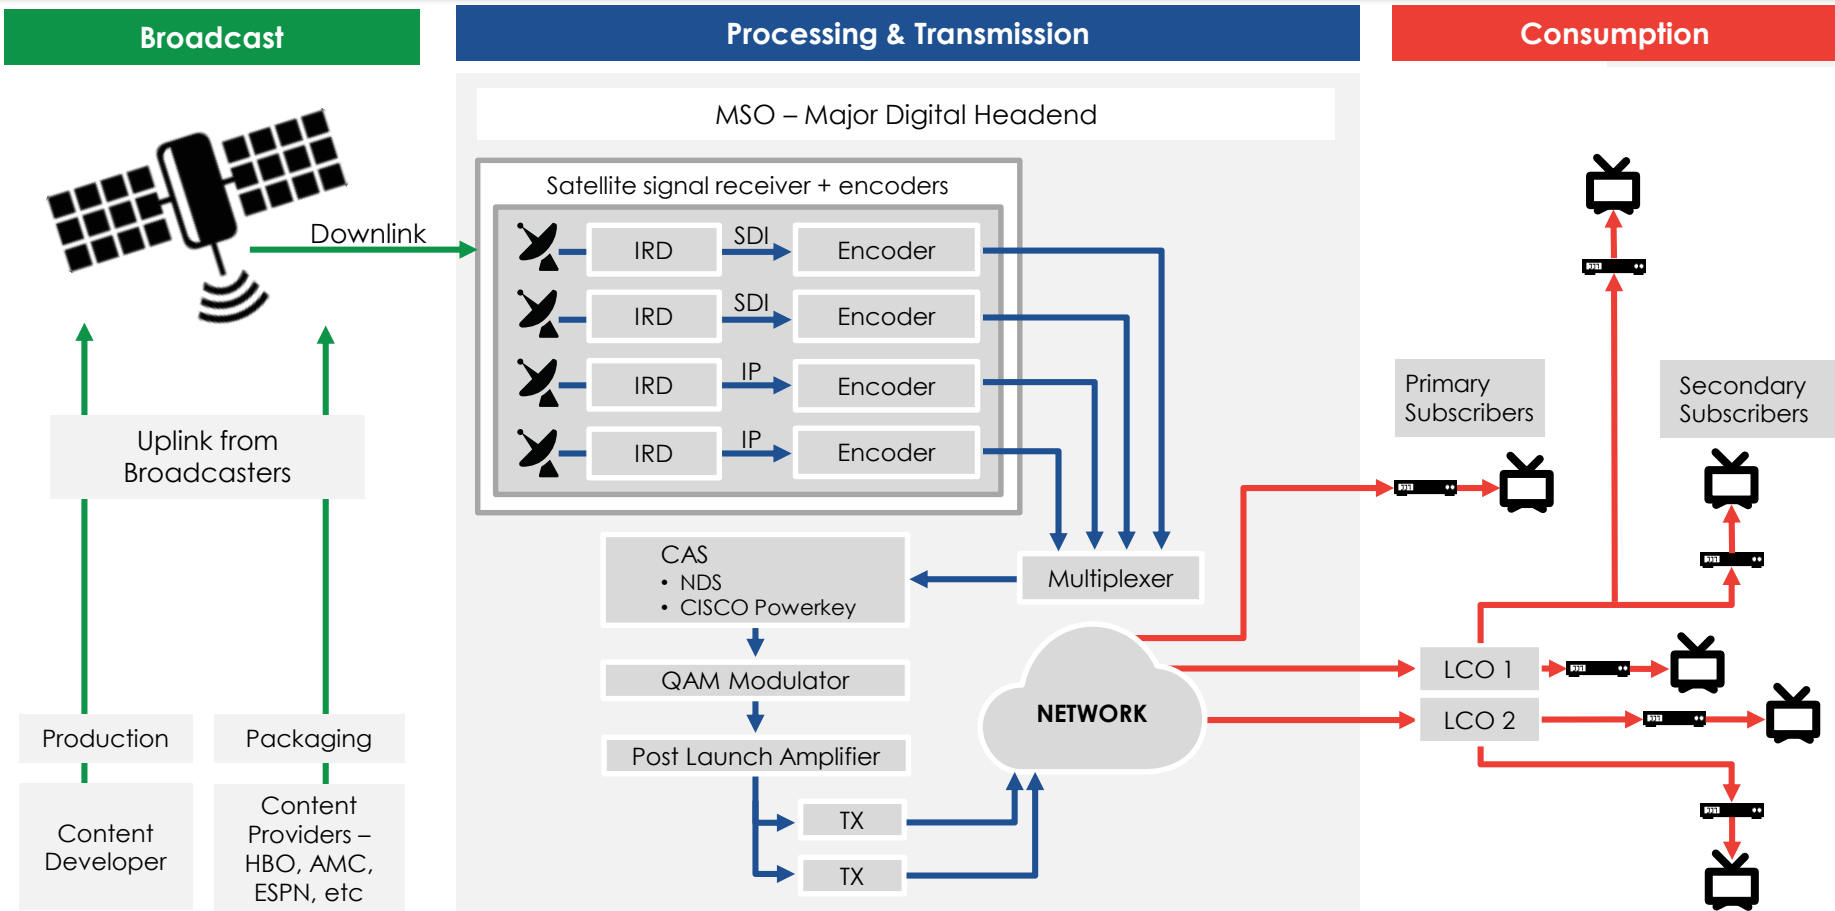 Broadcast
Processing & Transmission
Consumption
MSO – Major Digital Headend
Satellite signal receiver + encoders
Downlink
IRD
SDI
Encoder
IRD
SDI
Encoder
IRD
IP
Encoder
IRD
IP
Encoder
Uplink from
Broadcasters
Production
Packaging
Content
Developer
Content
Providers –
HBO, AMC,
ESPN, etc
CAS
• NDS
• CISCO Powerkey
Multiplexer
QAM Modulator
Post Launch Amplifier
TX
TX
NETWORK
Primary
Subscribers
Secondary
Subscribers
LCO 1
LCO 2